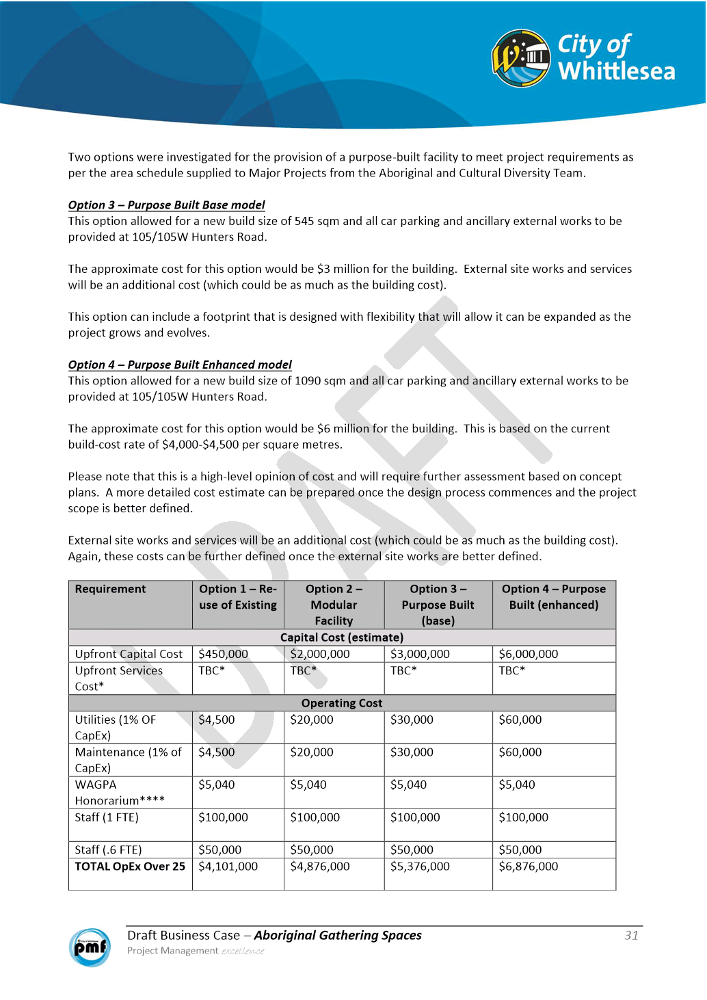 City of
Whittlesea
Two options were investigated for the provision of a purpose-built facility to meet project requirements as
per the area schedule supplied to Major Projects from the Aboriginal and Cultural Diversity Team.
Option 3 – Purpose Built Base model
This option allowed for a new build size of 545 sqm and all car parking and ancillary external works to be
provided at 105/105W Hunters Road.
The approximate cost for this option would be $3 million for the building.  External site works and services
will be an additional cost (which could be as much as the building cost).
This option can include a footprint that is designed with flexibility that will allow it can be expanded as the
project grows and evolves.
Option 4 – Purpose Built Enhanced model
This option allowed for a new build size of 1090 sqm and all car parking and ancillary external works to be
provided at 105/105W Hunters Road.
The approximate cost for this option would be $6 million for the building.  This is based on the current
build-cost rate of $4,000-$4,500 per square metres.
Please note that this is a high-level opinion of cost and will require further assessment based on concept
plans.  A more detailed cost estimate can be prepared once the design process commences and the project
scope is better defined.
External site works and services will be an additional cost (which could be as much as the building cost).
Again, these costs can be further defined once the external site works are better defined.
DRAFT
Requirement Option 1 – Re- Option 2 – Option 3 – Option 4 – Purpose
use of Existing Modular Purpose Built Built (enhanced)
Facility (base)
Capital Cost (estimate)
Upfront Capital Cost $450,000 $2,000,000 $3,000,000 $6,000,000
Upfront Services TBC* TBC* TBC* TBC*
Cost*
Operating Cost
Utilities (1% OF $4,500 $20,000 $30,000 $60,000
CapEx)
Maintenance (1% of $4,500 $20,000 $30,000 $60,000
CapEx)
WAGPA $5,040 $5,040 $5,040 $5,040
Honorarium****
Staff (1 FTE) $100,000 $100,000 $100,000 $100,000
Staff (.6 FTE) $50,000 $50,000 $50,000 $50,000
TOTAL OpEx Over 25 $4,101,000 $4,876,000 $5,376,000 $6,876,000
pmf
Draft Business Case – Aboriginal Gathering Spaces 31
Project Management excellence